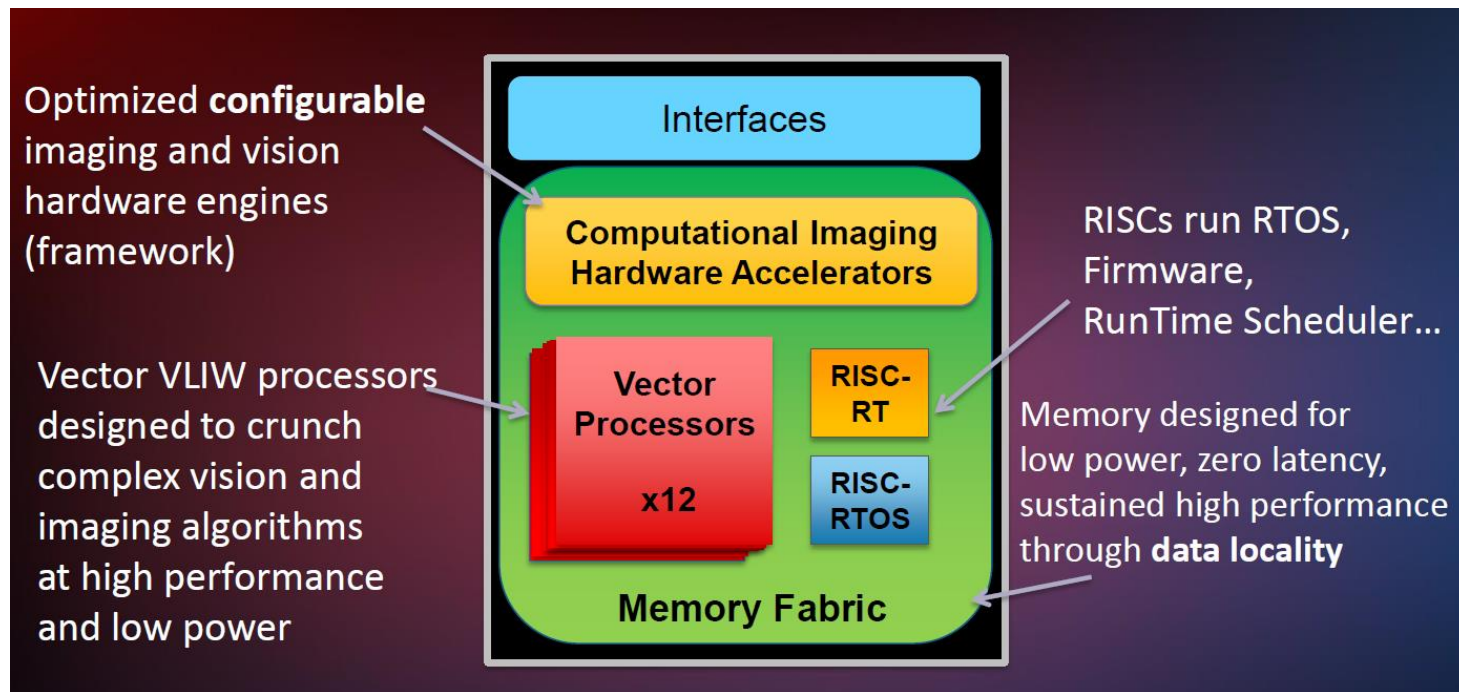 Optimized configurable
imaging and vision
hardware engines
(framework)
Vector VLIW processors
designed to crunch
complex vision and
imaging algorithms
at high performance
and low power
Interfaces
Computational Imaging
Hardware Accelerators
Vector
Processors
x12
RISC-
RT
RISC-
RTOS
Memory Fabric
RISCs run RTOS,
Firmware,
RunTime Scheduler…
Memory designed for
low power, zero latency,
sustained high performance
through data locality